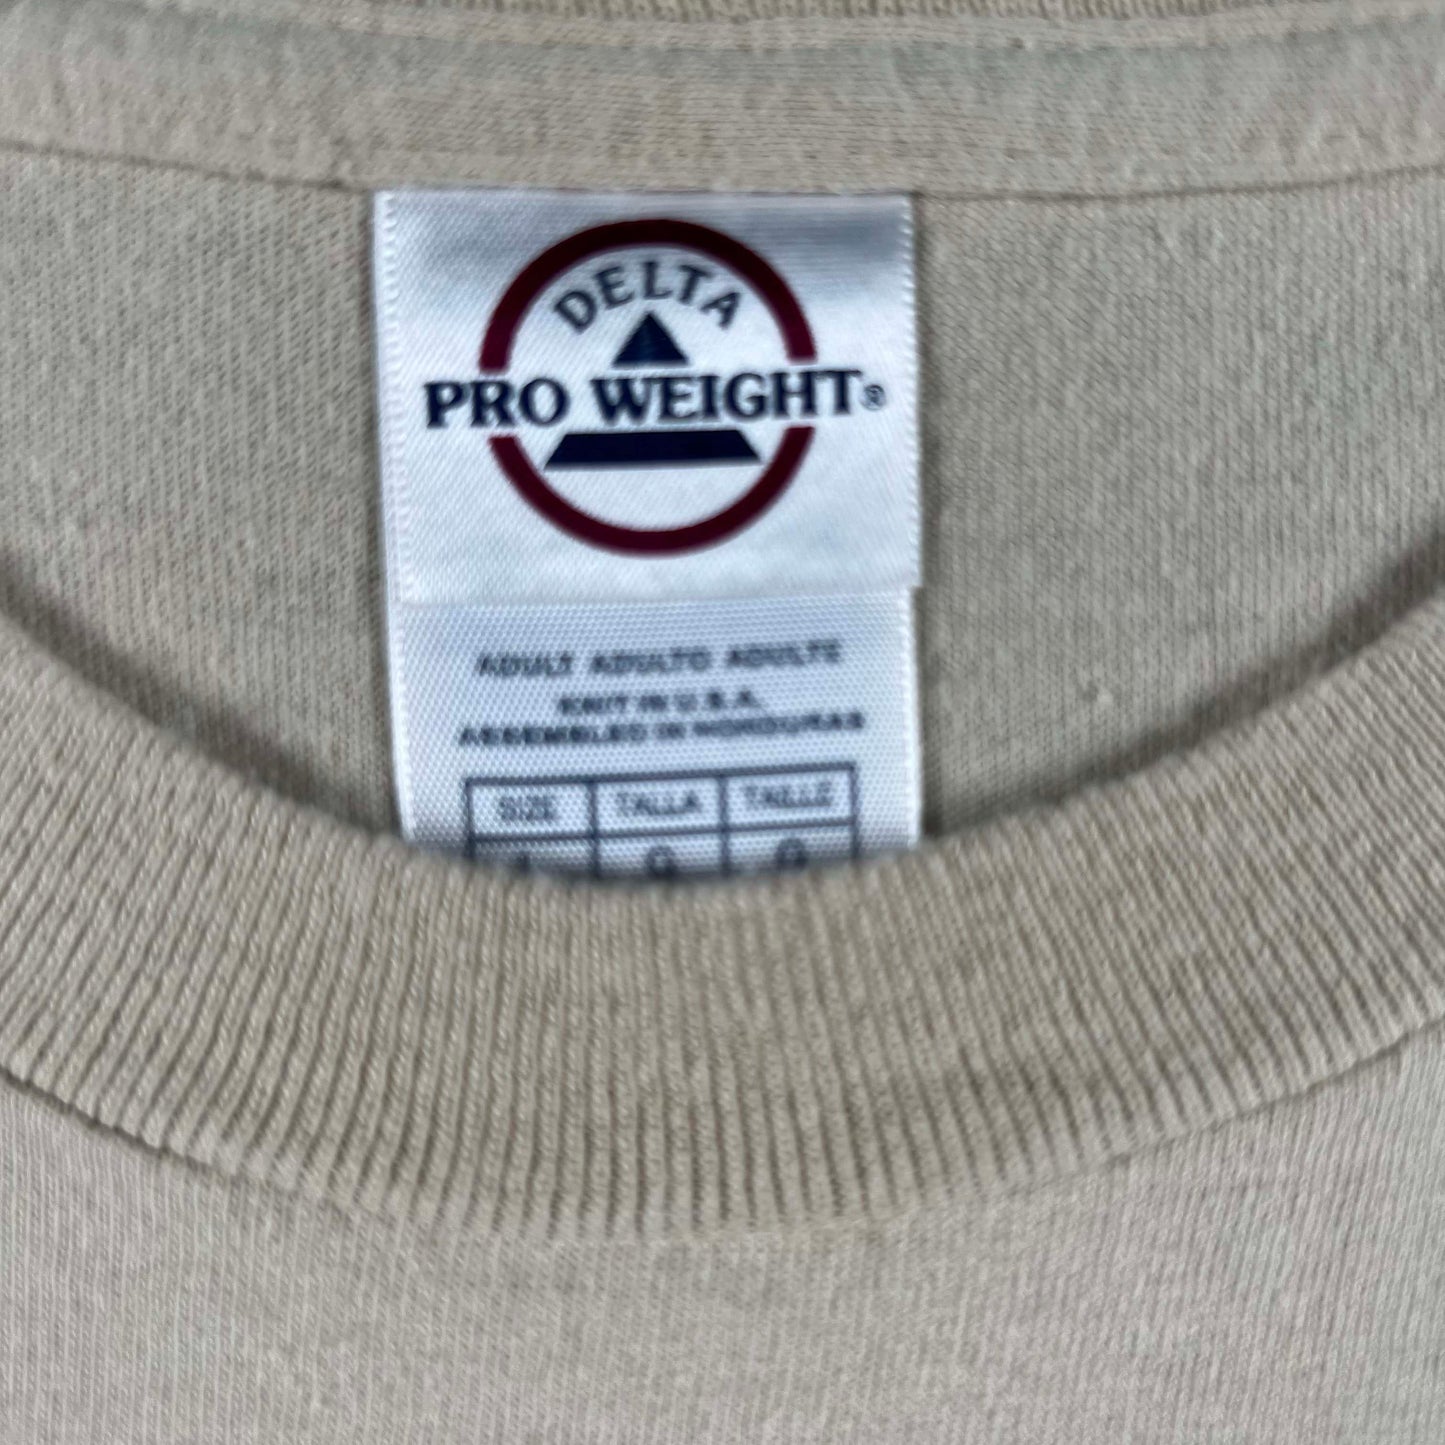 DELTA
PRO WEIGHT®
ADULT ADULTO ADULTE
KNIT IN U.S.A.
ASSEMBLED IN HONDURAS
SIZE TALLA TAILLE